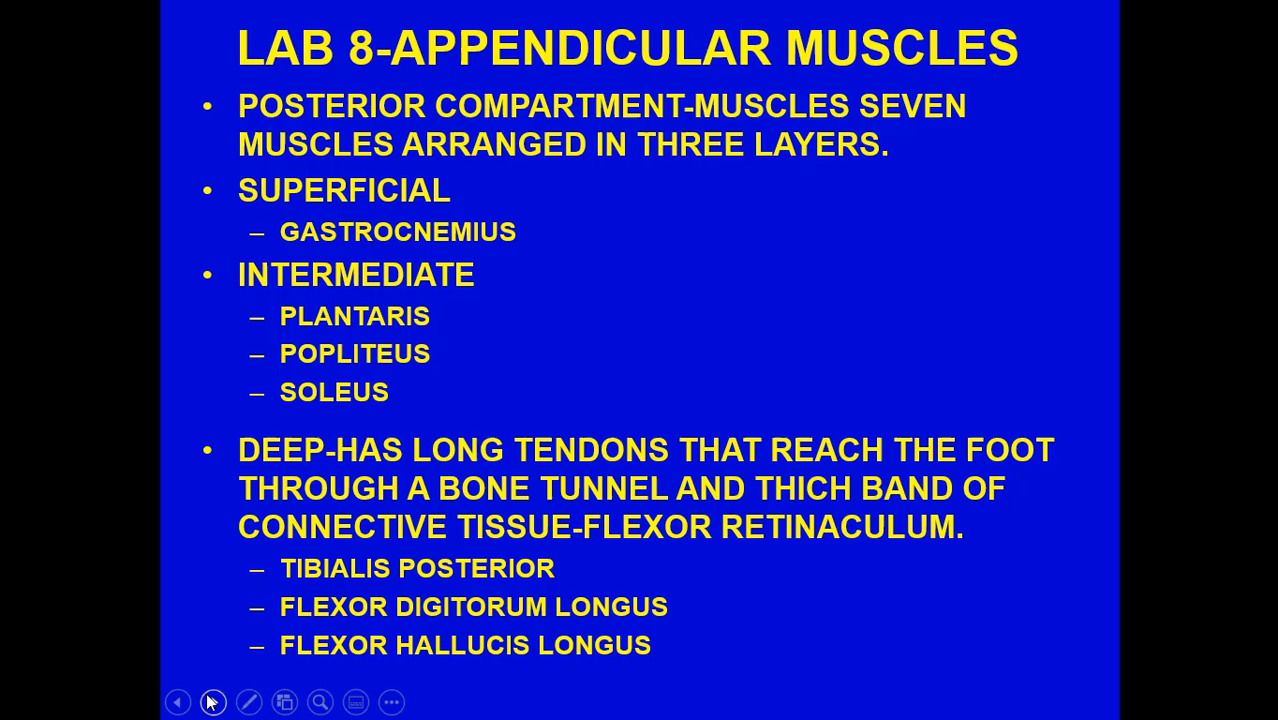 LAB 8-APPENDICULAR MUSCLES
• POSTERIOR COMPARTMENT-MUSCLES SEVEN
MUSCLES ARRANGED IN THREE LAYERS.
• SUPERFICIAL
– GASTROCNEMIUS
• INTERMEDIATE
– PLANTARIS
– POPLITEUS
– SOLEUS
• DEEP-HAS LONG TENDONS THAT REACH THE FOOT
THROUGH A BONE TUNNEL AND THICH BAND OF
CONNECTIVE TISSUE-FLEXOR RETINACULUM.
– TIBIALIS POSTERIOR
– FLEXOR DIGITORUM LONGUS
– FLEXOR HALLUCIS LONGUS